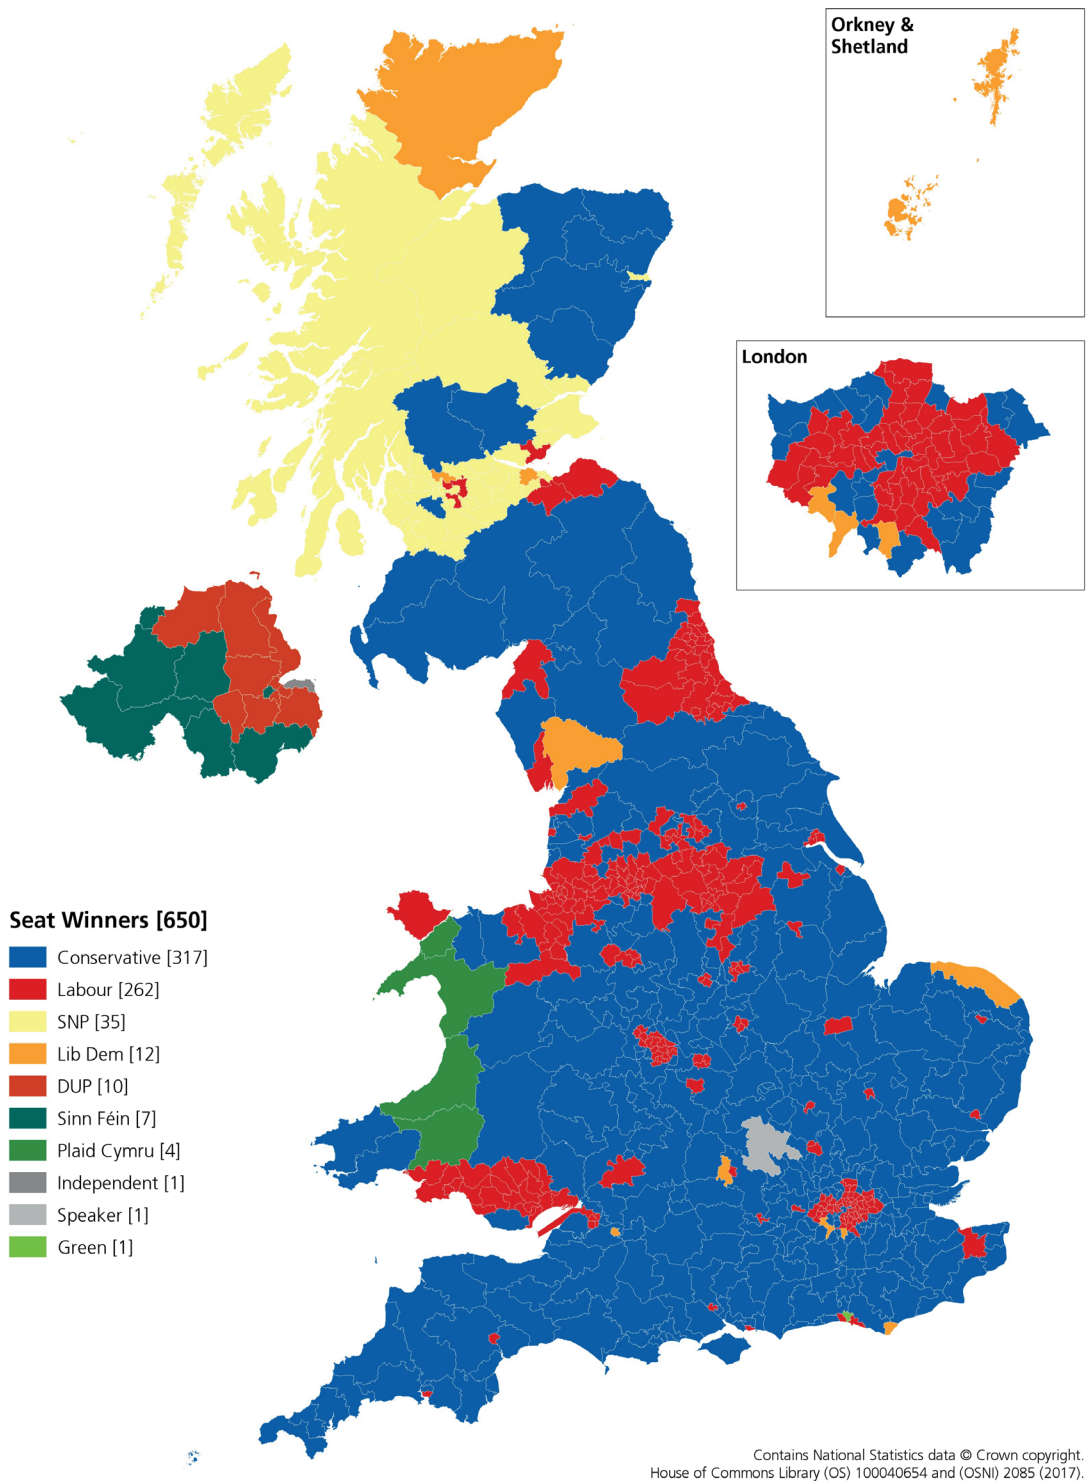 Orkney &
Shetland
London
Seat Winners [650]
Conservative [317]
Labour [262]
SNP [35]
Lib Dem [12]
DUP [10]
Sinn Féin [7]
Plaid Cymru [4]
Independent [1]
Speaker [1]
Green [1]
Contains National Statistics data © Crown copyright.
House of Commons Library (OS) 100040654 and (OSNI) 2085 (2017).